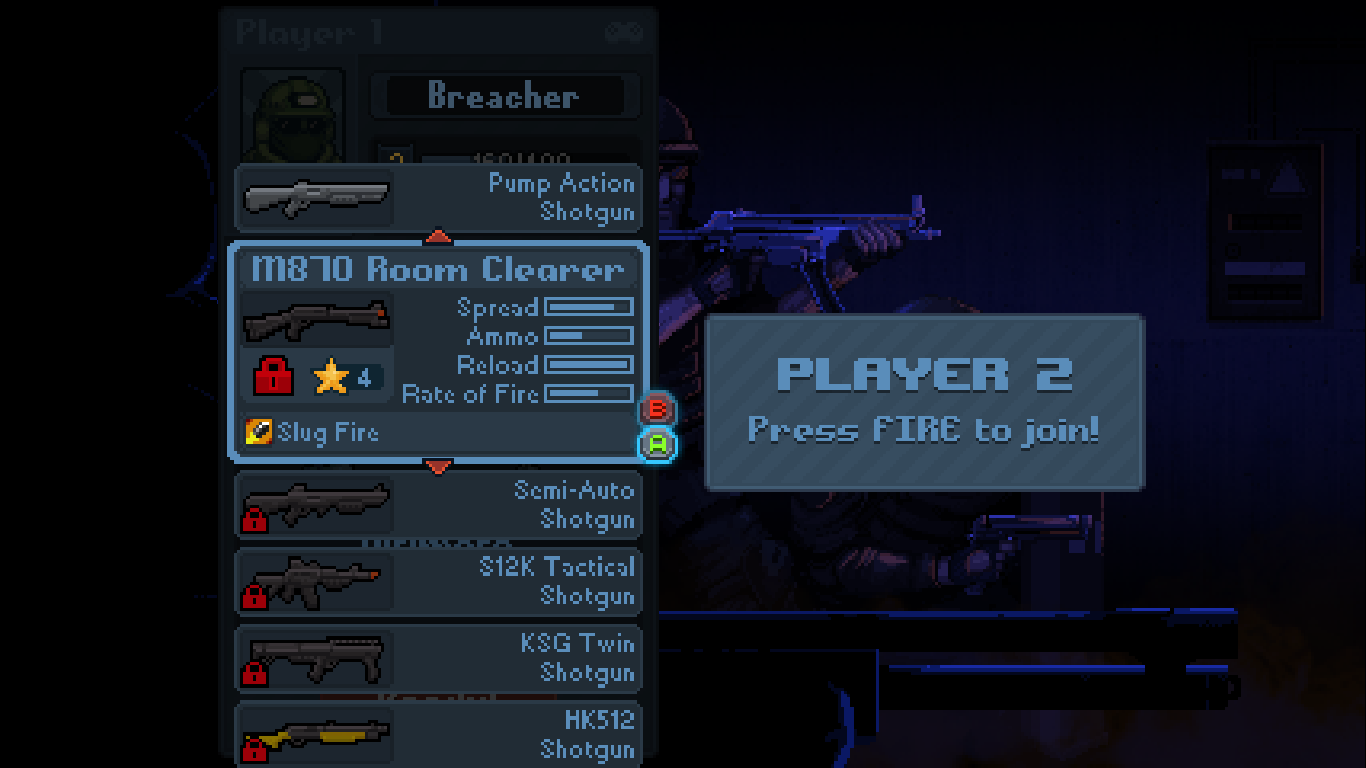 Player 1
Breacher
Pump Action
Shotgun
M870 Room Clearer
Spread
Ammo
Reload
4
Rate of Fire
B
A
Slug Fire
PLAYER 2
Press FIRE to join!
Semi-Auto
Shotgun
S12K Tactical
Shotgun
KSG Twin
Shotgun
HK512
Shotgun